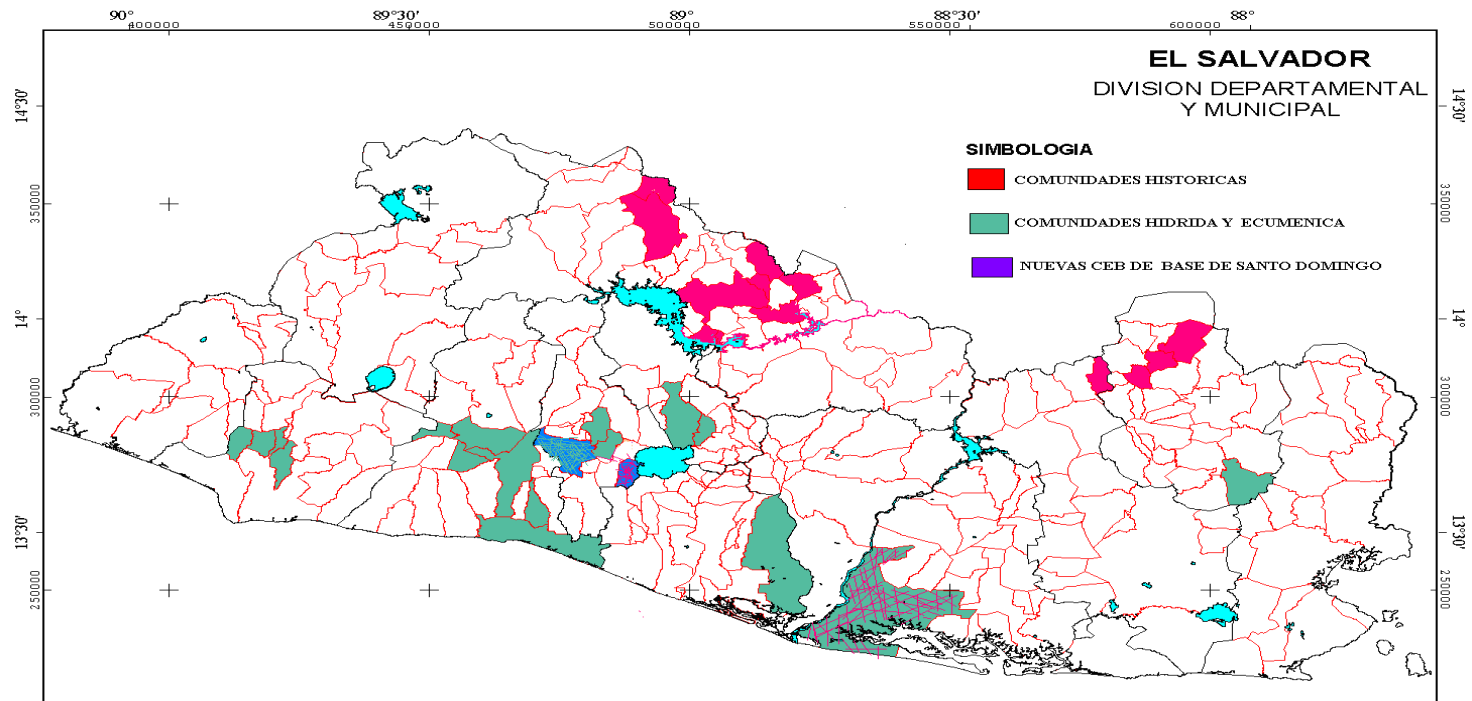 90° 89°30' 89° 88°30' 88°
400000 450000 500000 550000 600000
EL SALVADOR
DIVISION DEPARTAMENTAL
Y MUNICIPAL
14°30' 14°30'
SIMBOLOGIA
COMUNIDADES HISTORICAS
350000 350000
COMUNIDADES HIDRIDA Y ECUMENICA
NUEVAS CEB DE BASE DE SANTO DOMINGO
14° 14°
300000 300000
13°30' 13°30'
250000 250000